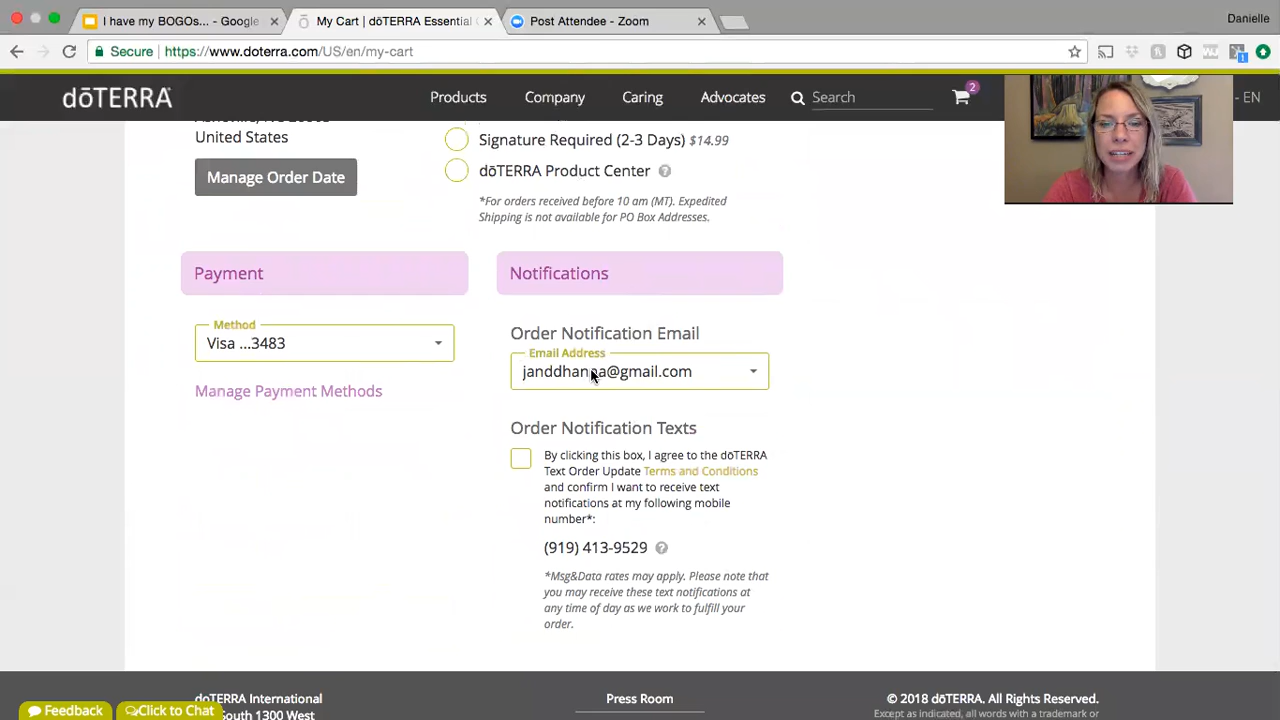 I have my BOGOs... - Google
My Cart | dōTERRA Essential
Post Attendee - Zoom
Danielle
Secure
https://www.doterra.com/US/en/my-cart
dōTERRA
Products
Company
Caring
Advocates
Search
2
- EN
United States
Manage Order Date
Signature Required (2-3 Days) $14.99
dōTERRA Product Center
*For orders received before 10 am (MT). Expedited
Shipping is not available for PO Box Addresses.
Payment
Method
Visa ...3483
Manage Payment Methods
Notifications
Order Notification Email
Email Address
Order Notification Texts
By clicking this box, I agree to the dōTERRA
Text Order Update Terms and Conditions
and confirm I want to receive text
notifications at my following mobile
number*:
(919) 413-9529
*Msg&Data rates may apply. Please note that
you may receive these text notifications at
any time of day as we work to fulfill your
order.
dōTERRA International
South 1300 West
Press Room
© 2018 dōTERRA. All Rights Reserved.
Except as indicated, all words with a trademark or
Feedback
Click to Chat